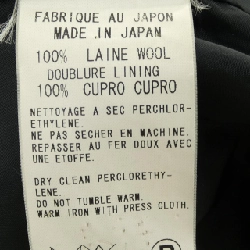 FABRIQUE AU JAPON
MADE IN JAPAN
100% LAINE WOOL
DOUBLURE LINING
100% CUPRO CUPRO
NETTOYAGE A SEC PERCHLOR-
ETHYLENE.
NE PAS SECHER EN MACHINE.
REPASSER AU FER DOUX AVEC
UNE ETOFFE.
DRY CLEAN PERCLORETHY-
LENE.
DO NOT TUMBLE WARM.
WARM IRON WITH PRESS CLOTH.
P